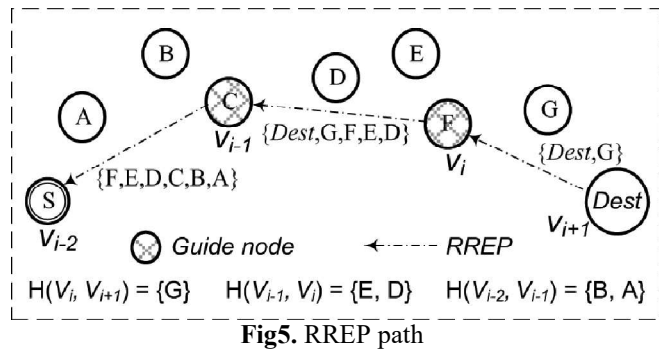 B
E
A
C
D
F
G
V_{i-1}
{Dest,G,F,E,D}
V_i
{Dest,G}
{F,E,D,C,B,A}
S
Dest
V_{i-2}
V_{i+1}
Guide node
RREP
H(V_i, V_{i+1}) = {G} H(V_{i-1}, V_i) = {E, D} H(V_{i-2}, V_{i-1}) = {B, A}
Fig5. RREP path